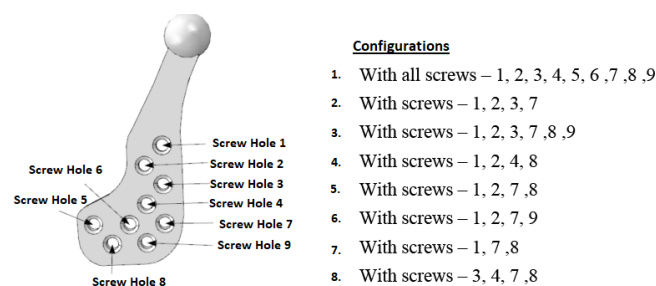 Configurations
1. With all screws – 1, 2, 3, 4, 5, 6 ,7 ,8 ,9
2. With screws – 1, 2, 3, 7
3. With screws – 1, 2, 3, 7 ,8 ,9
4. With screws – 1, 2, 4, 8
5. With screws – 1, 2, 7 ,8
6. With screws – 1, 2, 7, 9
7. With screws – 1, 7 ,8
8. With screws – 3, 4, 7 ,8
Screw Hole 1
Screw Hole 2
Screw Hole 6
Screw Hole 3
Screw Hole 5
Screw Hole 4
Screw Hole 7
Screw Hole 9
Screw Hole 8